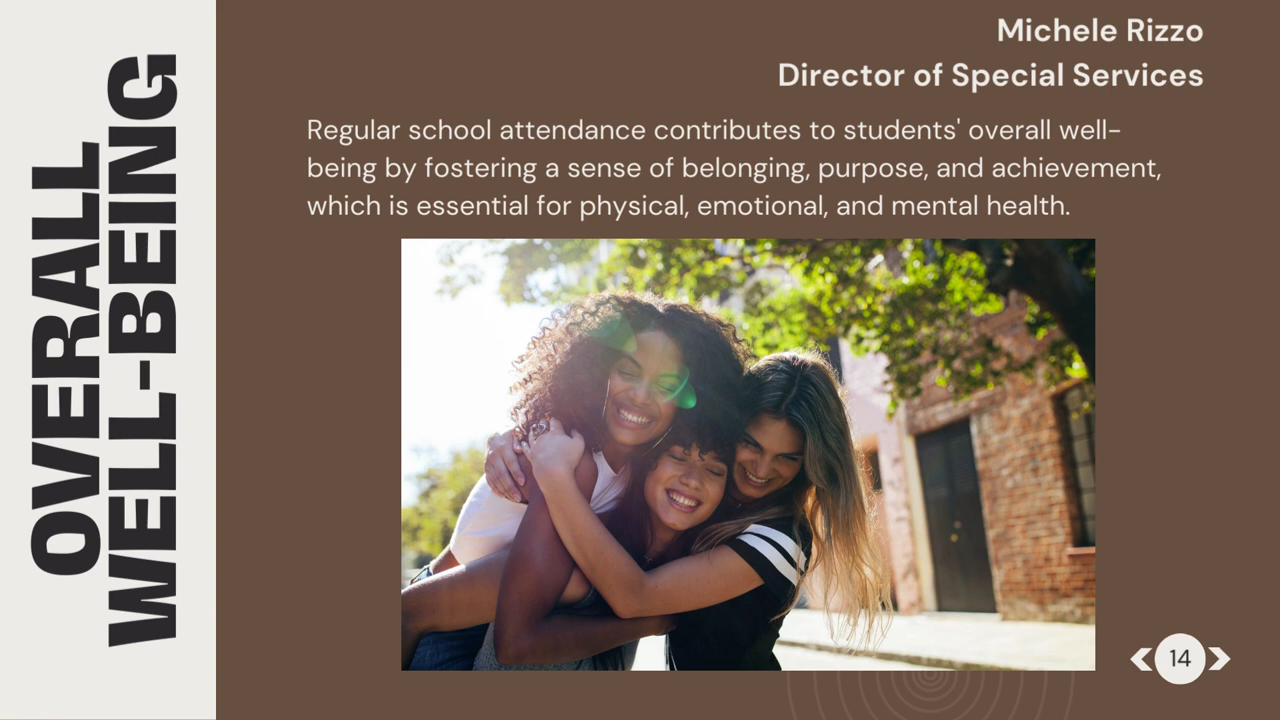 OVERALL
WELL-BEING
Michele Rizzo
Director of Special Services
Regular school attendance contributes to students' overall well-
being by fostering a sense of belonging, purpose, and achievement,
which is essential for physical, emotional, and mental health.
14